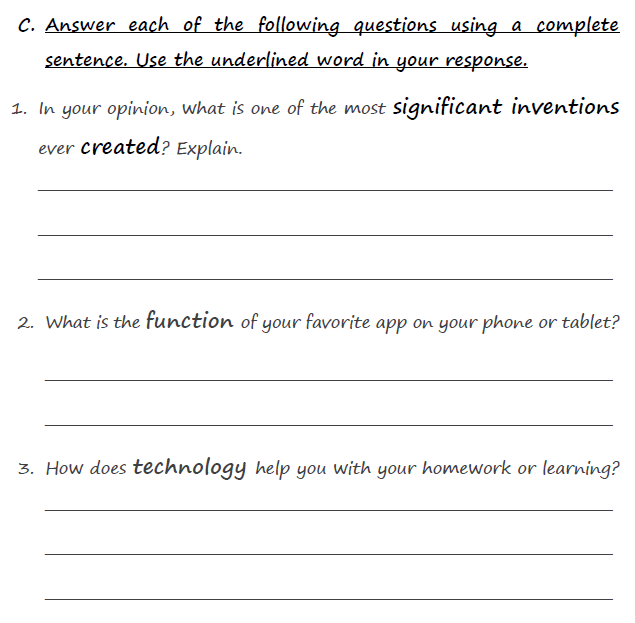 C. Answer each of the following questions using a complete
sentence. Use the underlined word in your response.
1. In your opinion, what is one of the most significant inventions
ever created? Explain.
2. What is the function of your favorite app on your phone or tablet?
3. How does technology help you with your homework or learning?